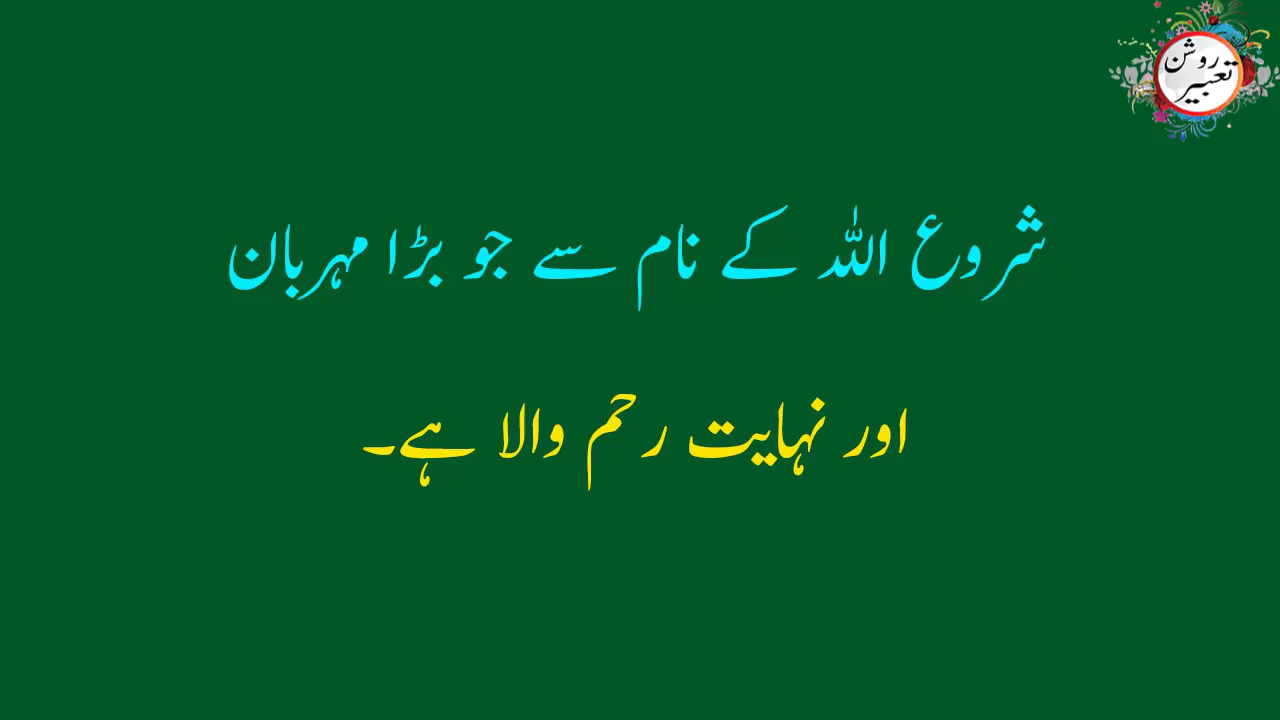 روشن
تعبیر
شروع اللہ کے نام سے جو بڑا مہربان
اور نہایت رحم والا ہے۔